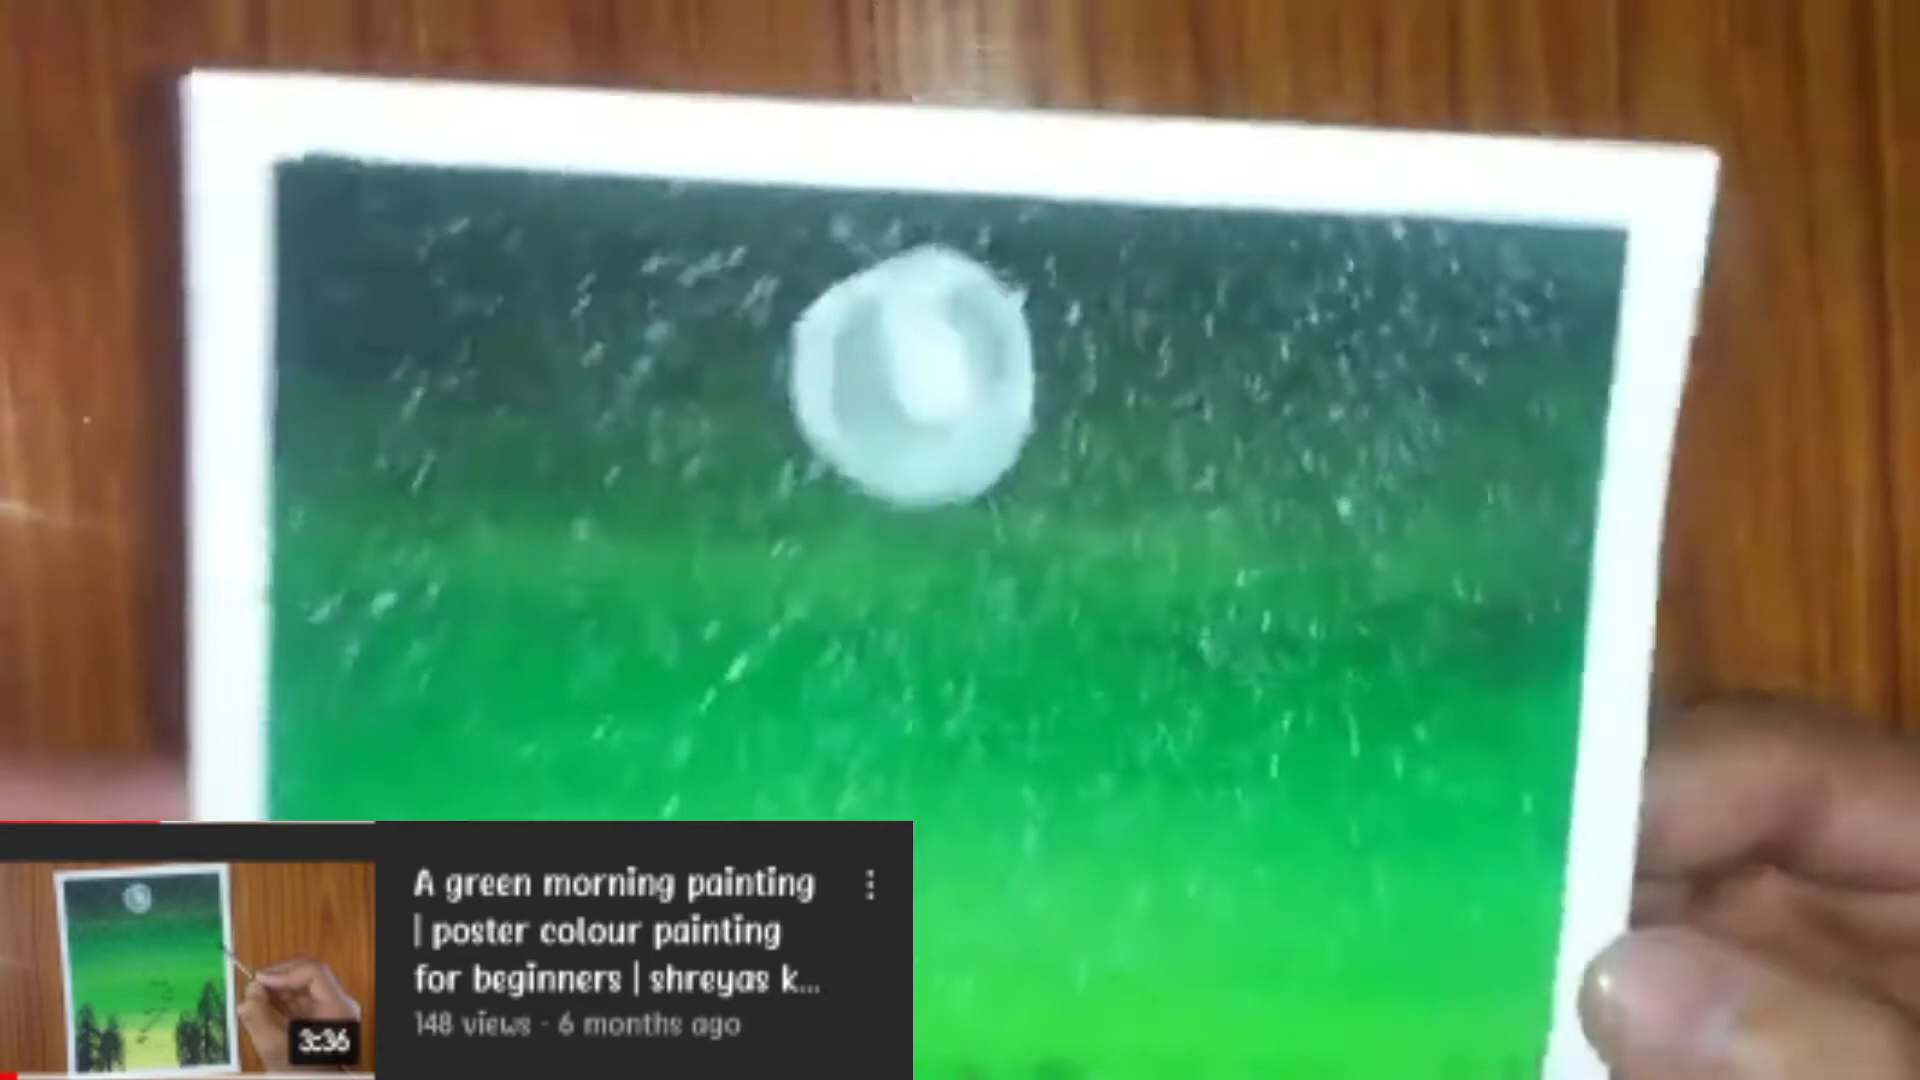 A green morning painting
| poster colour painting
for beginners | shreyas k...
148 views · 6 months ago
3:36